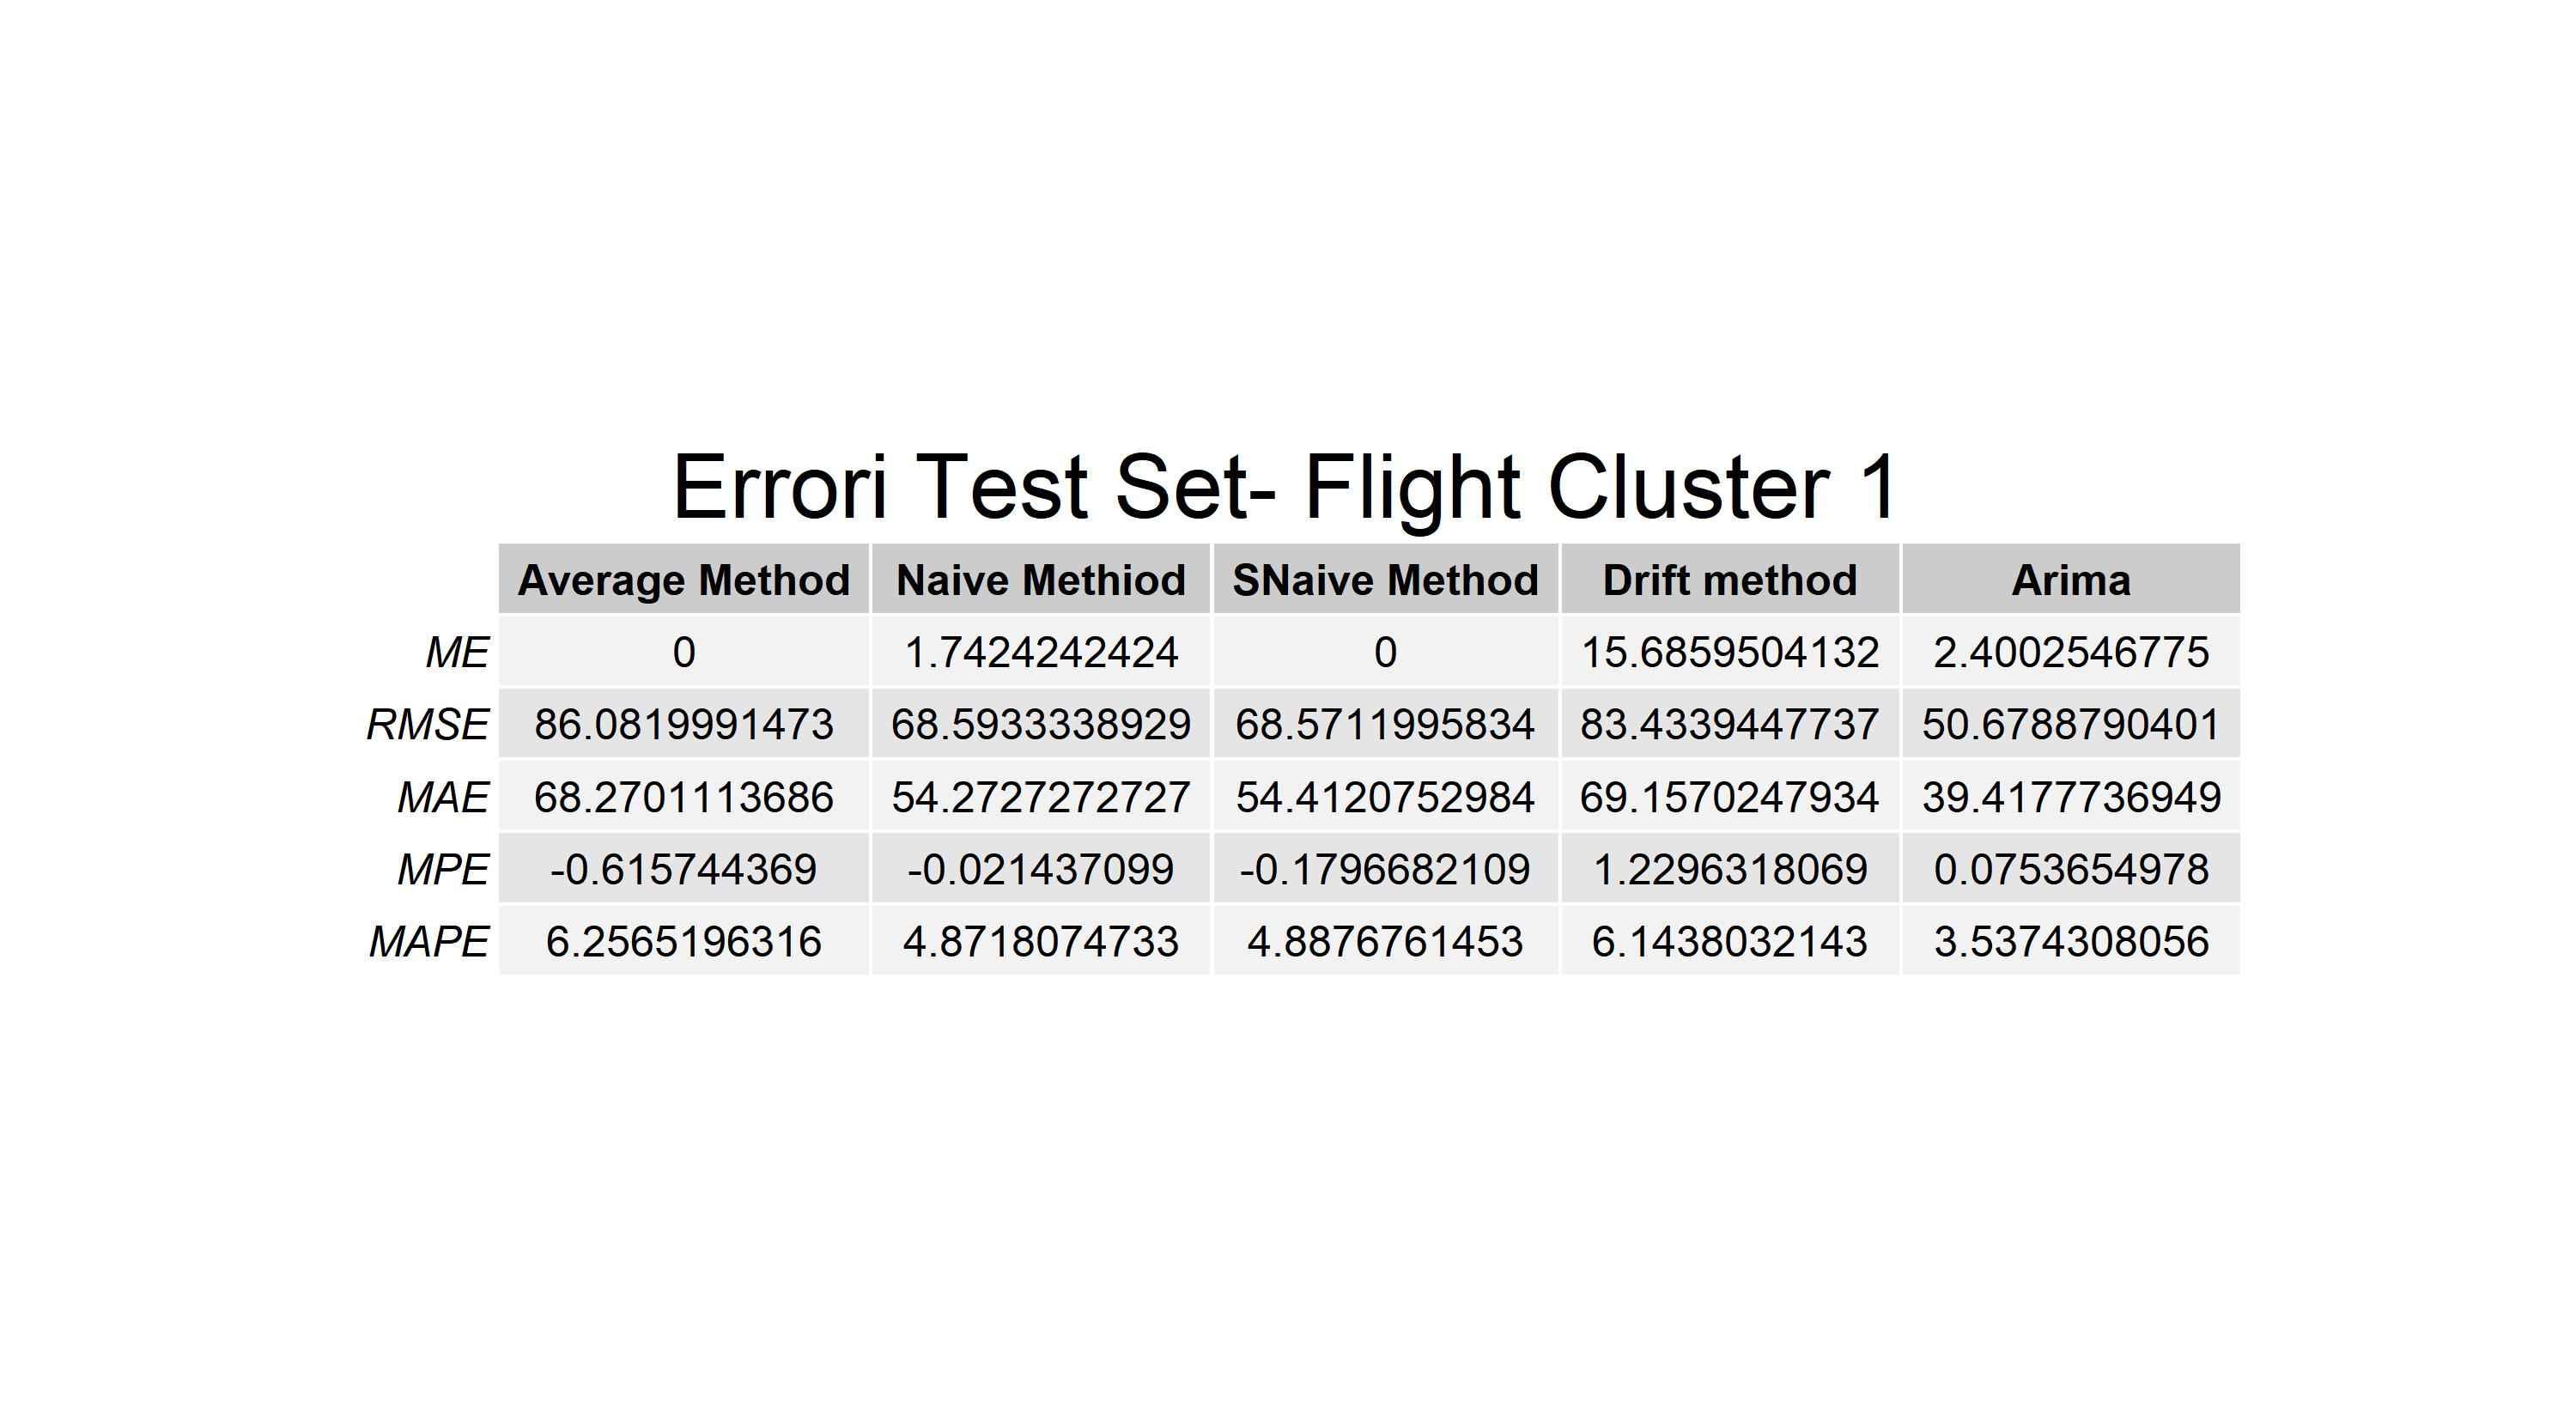 Errori Test Set- Flight Cluster 1
Average Method Naive Methiod SNaive Method Drift method Arima
ME 0 1.7424242424 0 15.6859504132 2.4002546775
RMSE 86.0819991473 68.5933338929 68.5711995834 83.4339447737 50.6788790401
MAE 68.2701113686 54.2727272727 54.4120752984 69.1570247934 39.4177736949
MPE -0.615744369 -0.021437099 -0.1796682109 1.2296318069 0.0753654978
MAPE 6.2565196316 4.8718074733 4.8876761453 6.1438032143 3.5374308056